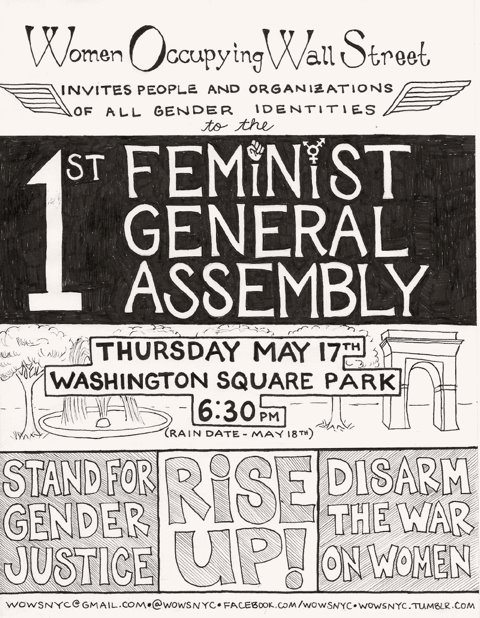 Women Occupying Wall Street
INVITES PEOPLE AND ORGANIZATIONS
OF ALL GENDER IDENTITIES
to the
1ST FEMINIST
GENERAL
ASSEMBLY
THURSDAY MAY 17TH
WASHINGTON SQUARE PARK
6:30 PM
(RAIN DATE - MAY 18TH)
STAND FOR
GENDER
JUSTICE
RISE
UP!
DISARM
THE WAR
ON WOMEN
WOWSNYC@GMAIL.COM•@WOWSNYC•FACEBOOK.COM/WOWSNYC•WOWSNYC.TUMBLR.COM